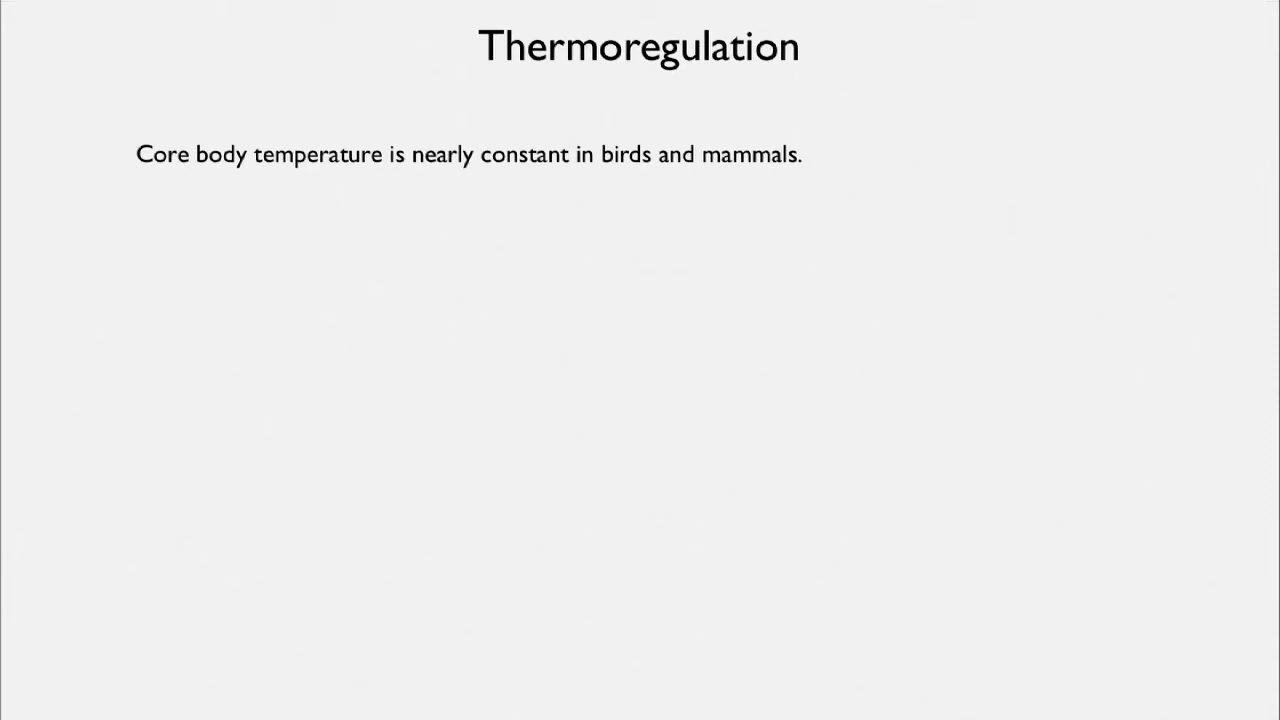 Thermoregulation
Core body temperature is nearly constant in birds and mammals.